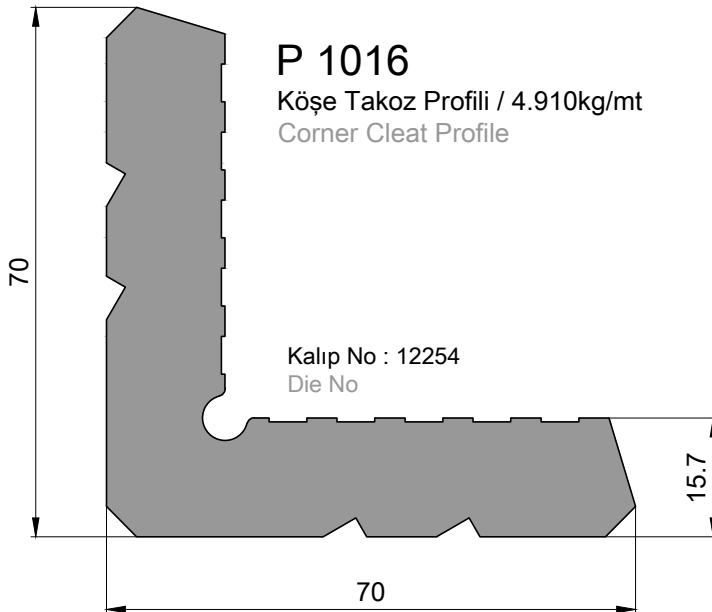 P 1016
Köşe Takoz Profili / 4.910kg/mt
Corner Cleat Profile
70
Kalıp No : 12254
Die No
15.7
70